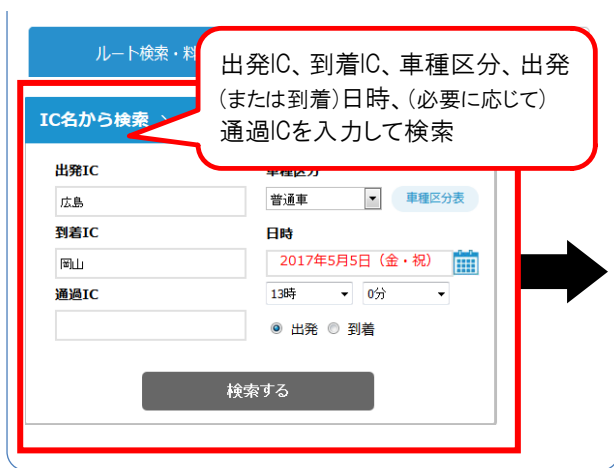 ルート検索・料
出発IC、到着IC、車種区分、出発
(または到着)日時、(必要に応じて)
通過ICを入力して検索
IC名から検索
出発IC
車種区分
広島
普通車
車種区分表
到着IC
日時
岡山
2017年5月5日（金・祝）
通過IC
13時
0分
出発
到着
検索する